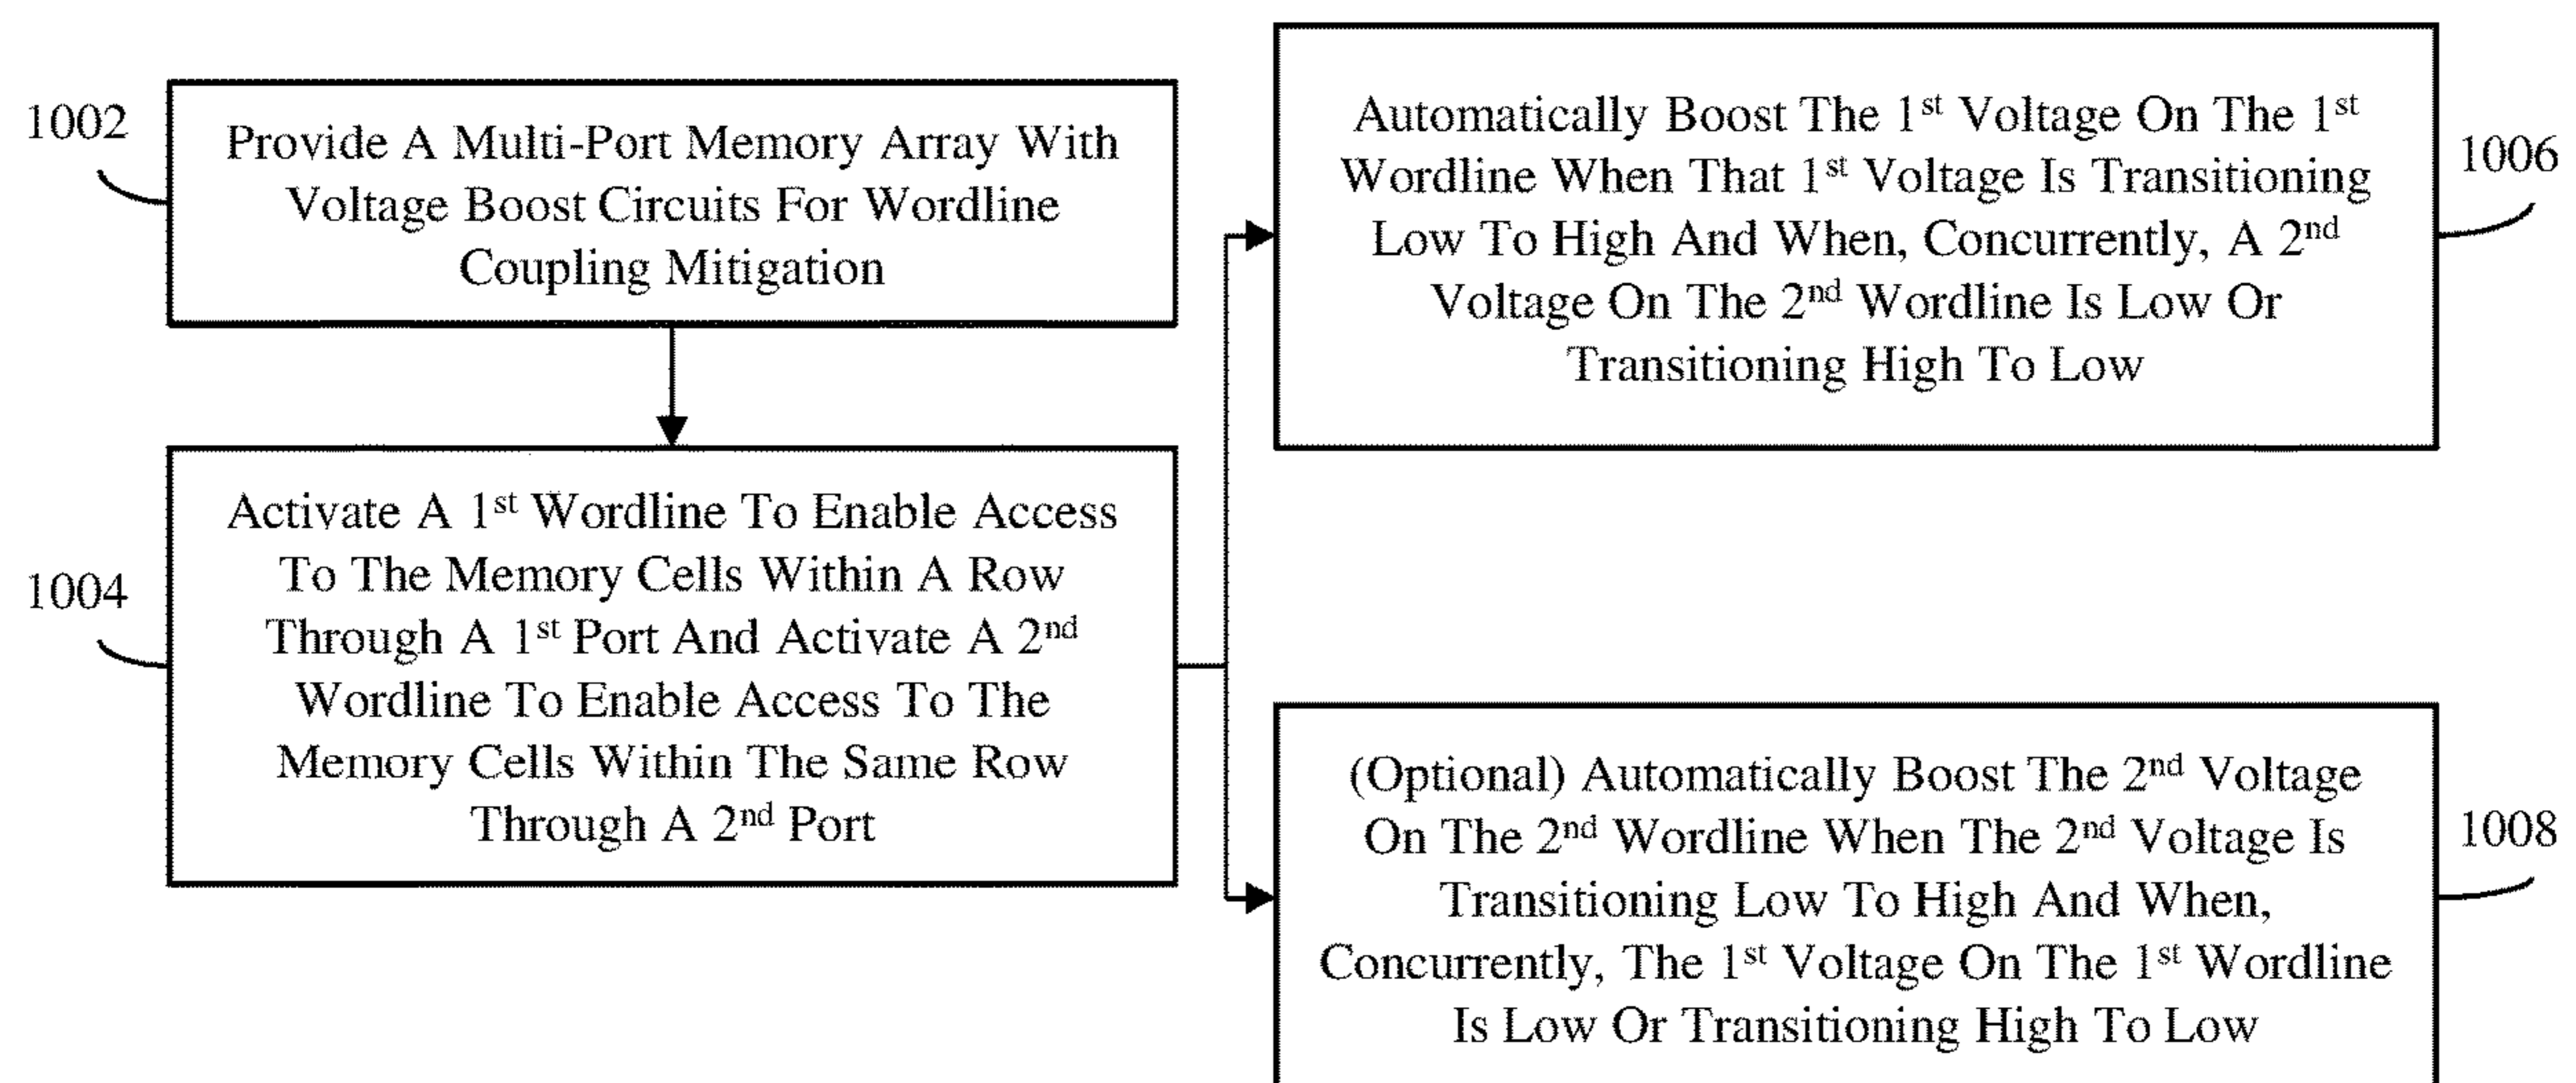 1002
Provide A Multi-Port Memory Array With
Voltage Boost Circuits For Wordline
Coupling Mitigation
1004
Activate A 1st Wordline To Enable Access
To The Memory Cells Within A Row
Through A 1st Port And Activate A 2nd
Wordline To Enable Access To The
Memory Cells Within The Same Row
Through A 2nd Port
Automatically Boost The 1st Voltage On The 1st
Wordline When That 1st Voltage Is Transitioning
Low To High And When, Concurrently, A 2nd
Voltage On The 2nd Wordline Is Low Or
Transitioning High To Low
1006
(Optional) Automatically Boost The 2nd Voltage
On The 2nd Wordline When The 2nd Voltage Is
Transitioning Low To High And When,
Concurrently, The 1st Voltage On The 1st Wordline
Is Low Or Transitioning High To Low
1008